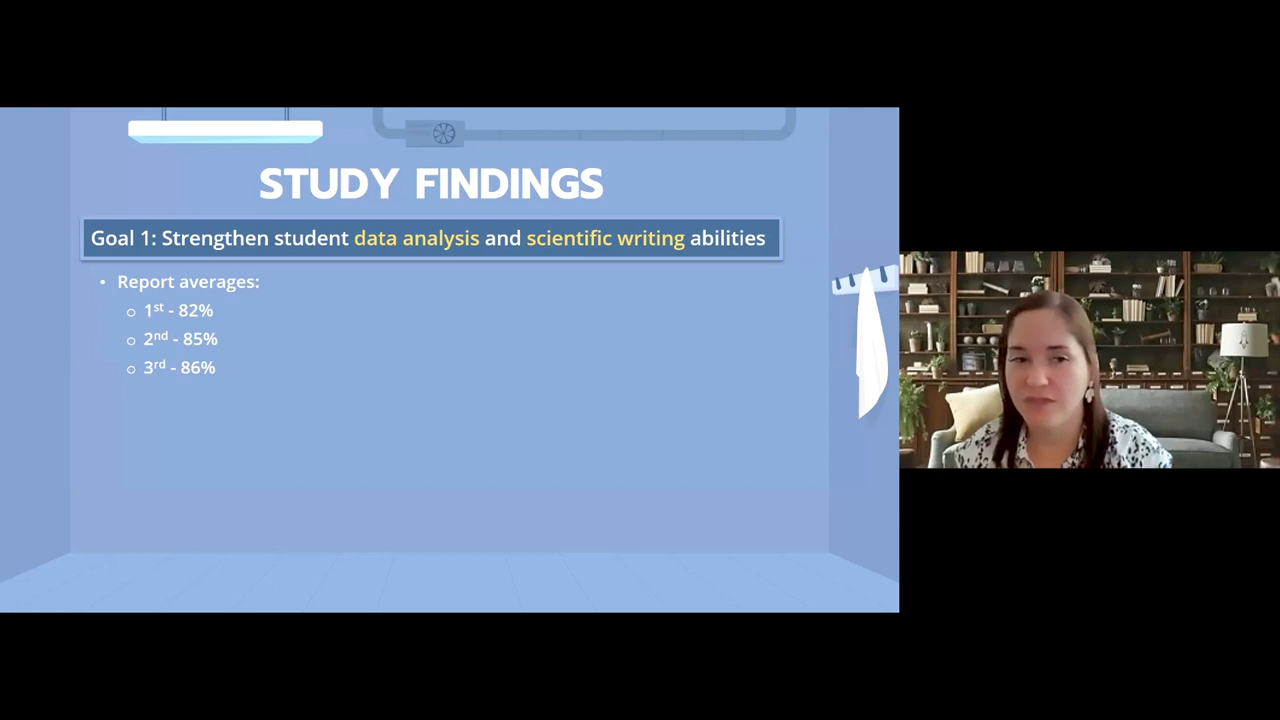 STUDY FINDINGS
Goal 1: Strengthen student data analysis and scientific writing abilities
• Report averages:
o 1st - 82%
o 2nd - 85%
o 3rd - 86%